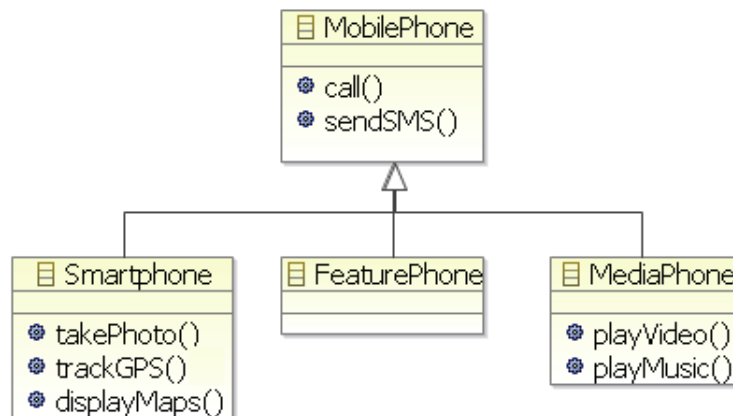 MobilePhone
call()
sendSMS()
Smartphone
takePhoto()
trackGPS()
displayMaps()
FeaturePhone
MediaPhone
playVideo()
playMusic()